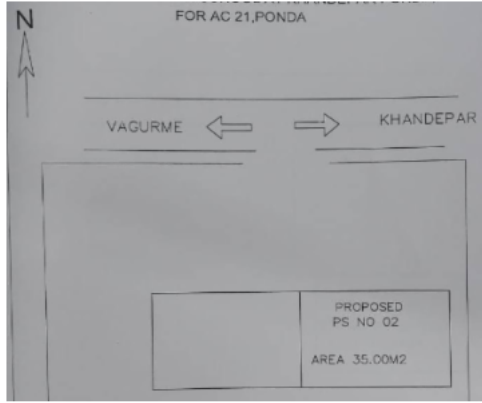 N
FOR AC 21,PONDA
VAGURME
KHANDEPAR
PROPOSED
PS NO 02
AREA 35.00M2